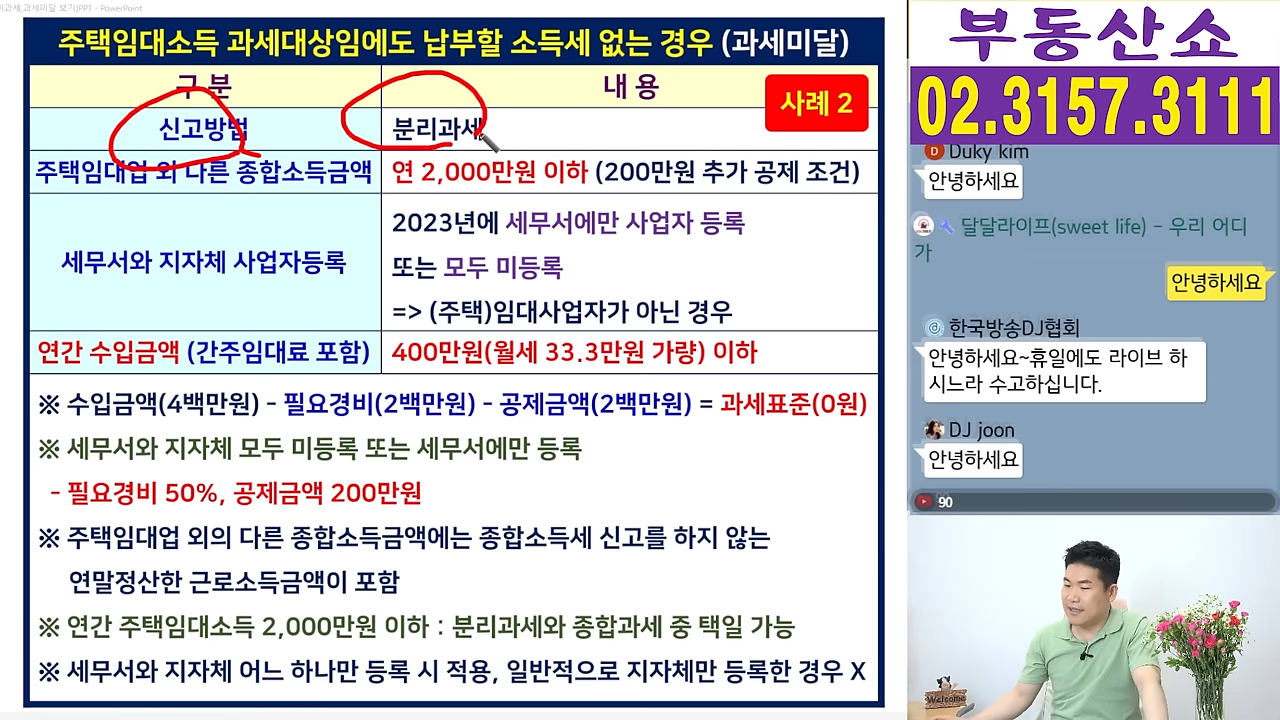 과세,과세미달 보기)PPT - PowerPoint
주택임대소득 과세대상임에도 납부할 소득세 없는 경우 (과세미달)
구 분
내 용
사례 2
신고방법
분리과세
주택임대업 외 다른 종합소득금액
연 2,000만원 이하 (200만원 추가 공제 조건)
세무서와 지자체 사업자등록
2023년에 세무서에만 사업자 등록
또는 모두 미등록
=> (주택)임대사업자가 아닌 경우
연간 수입금액 (간주임대료 포함)
400만원(월세 33.3만원 가량) 이하
※ 수입금액(4백만원) - 필요경비(2백만원) - 공제금액(2백만원) = 과세표준(0원)
※ 세무서와 지자체 모두 미등록 또는 세무서에만 등록
- 필요경비 50%, 공제금액 200만원
※ 주택임대업 외의 다른 종합소득금액에는 종합소득세 신고를 하지 않는
연말정산한 근로소득금액이 포함
※ 연간 주택임대소득 2,000만원 이하 : 분리과세와 종합과세 중 택일 가능
※ 세무서와 지자체 어느 하나만 등록 시 적용, 일반적으로 지자체만 등록한 경우 X
부동산쇼
02.3157.3111
D Duky kim
안녕하세요
달달라이프(sweet life) - 우리 어디
가
안녕하세요
한국방송DJ협회
안녕하세요~휴일에도 라이브 하
시느라 수고하십니다.
DJ joon
안녕하세요
90
Welcome